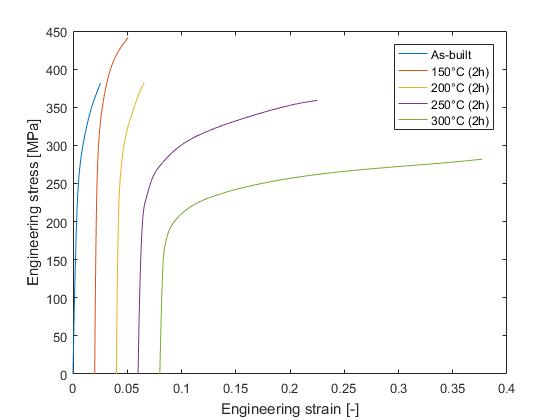 450
400
350
300
250
200
150
100
50
0
Engineering stress [MPa]
As-built
150°C (2h)
200°C (2h)
250°C (2h)
300°C (2h)
0 0.05 0.1 0.15 0.2 0.25 0.3 0.35 0.4
Engineering strain [-]